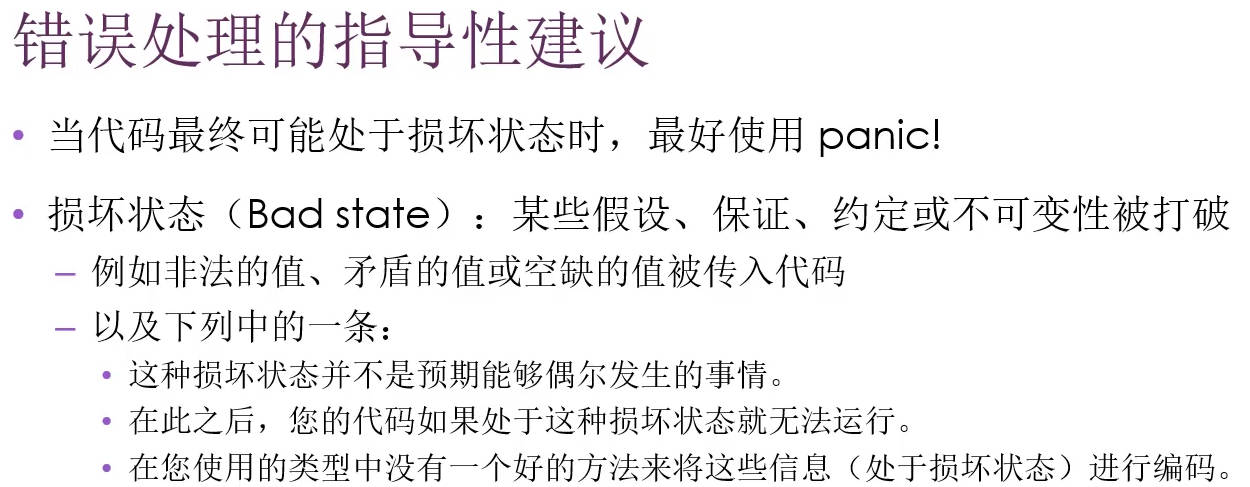 错误处理的指导性建议
• 当代码最终可能处于损坏状态时，最好使用 panic!
• 损坏状态（Bad state）：某些假设、保证、约定或不可变性被打破
– 例如非法的值、矛盾的值或空缺的值被传入代码
– 以及下列中的一条：
• 这种损坏状态并不是预期能够偶尔发生的事情。
• 在此之后，您的代码如果处于这种损坏状态就无法运行。
• 在您使用的类型中没有一个好的方法来将这些信息（处于损坏状态）进行编码。